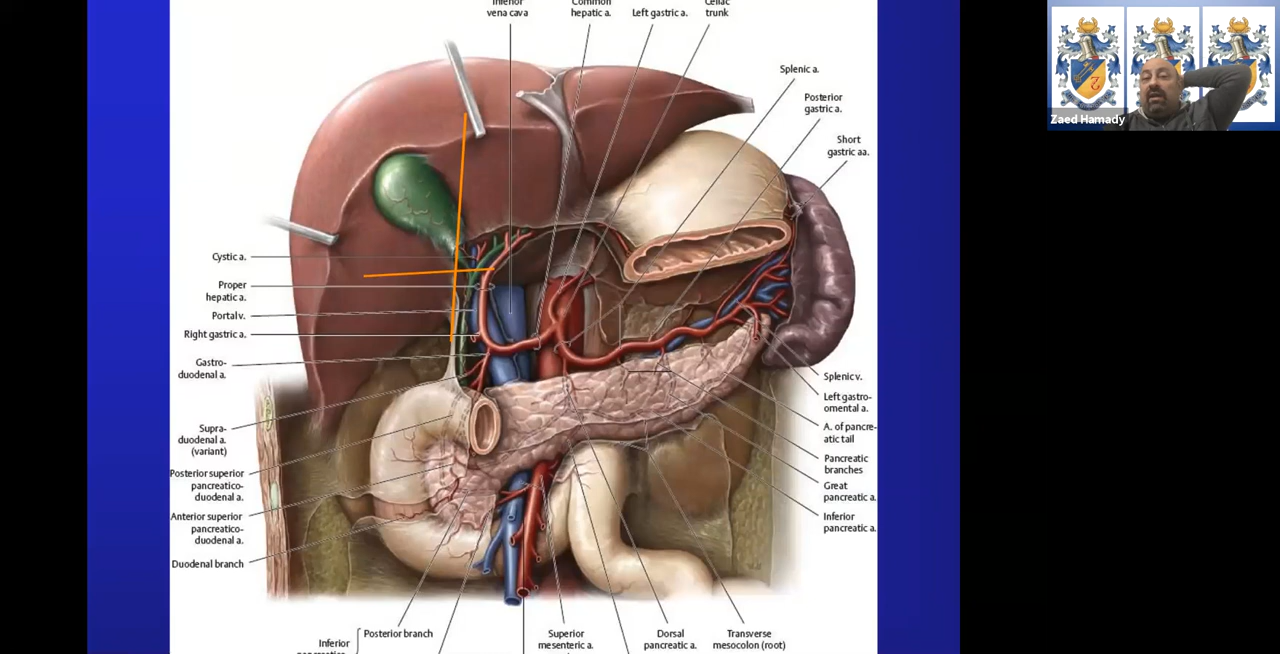 Inferior
vena cava
Common
hepatic a.
Left gastric a.
Celiac
trunk
Splenic a.
Posterior
gastric a.
Short
gastric aa.
Zaed Hamady
Cystic a.
Proper
hepatic a.
Portal v.
Right gastric a.
Gastro-
duodenal a.
Supra-
duodenal a.
(variant)
Posterior superior
pancreatico-
duodenal a.
Anterior superior
pancreatico-
duodenal a.
Duodenal branch
Splenic v.
Left gastro-
omental a.
A. of pancre-
atic tail
Pancreatic
branches
Great
pancreatic a.
Inferior
pancreatic a.
Inferior
Posterior branch
Superior
mesenteric a.
Dorsal
pancreatic a.
Transverse
mesocolon (root)